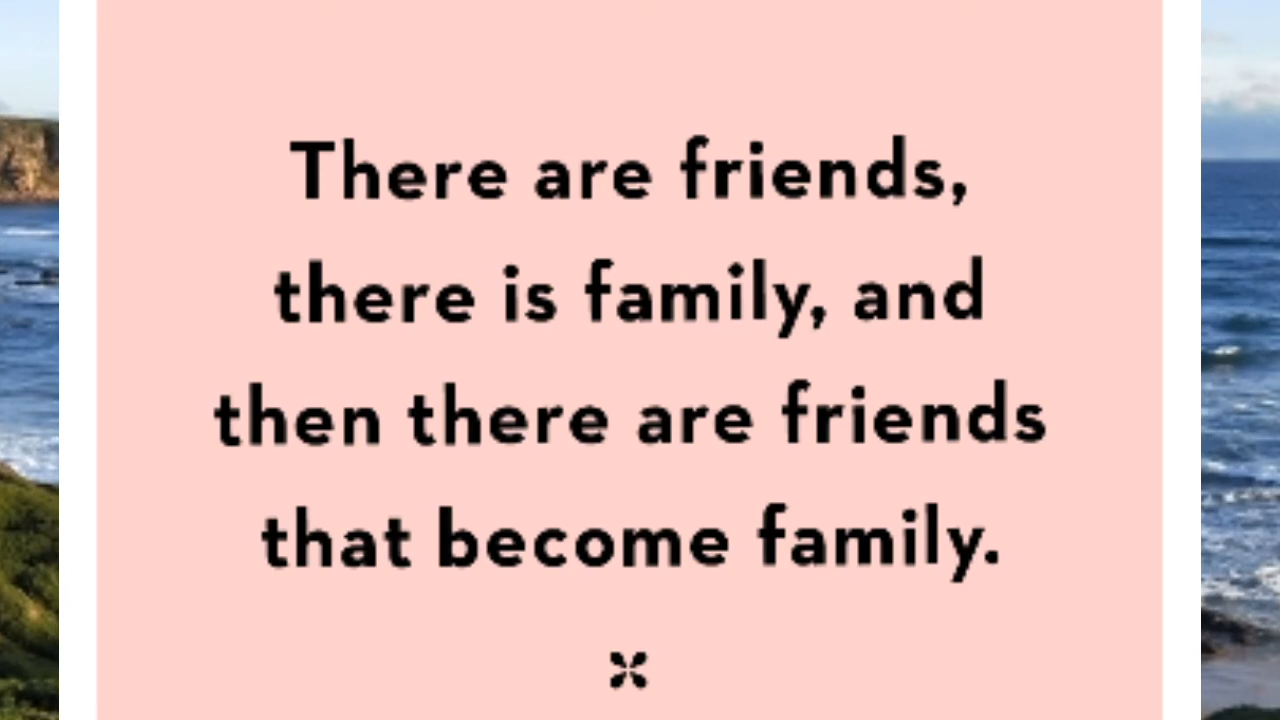 There are friends,
there is family, and
then there are friends
that become family.